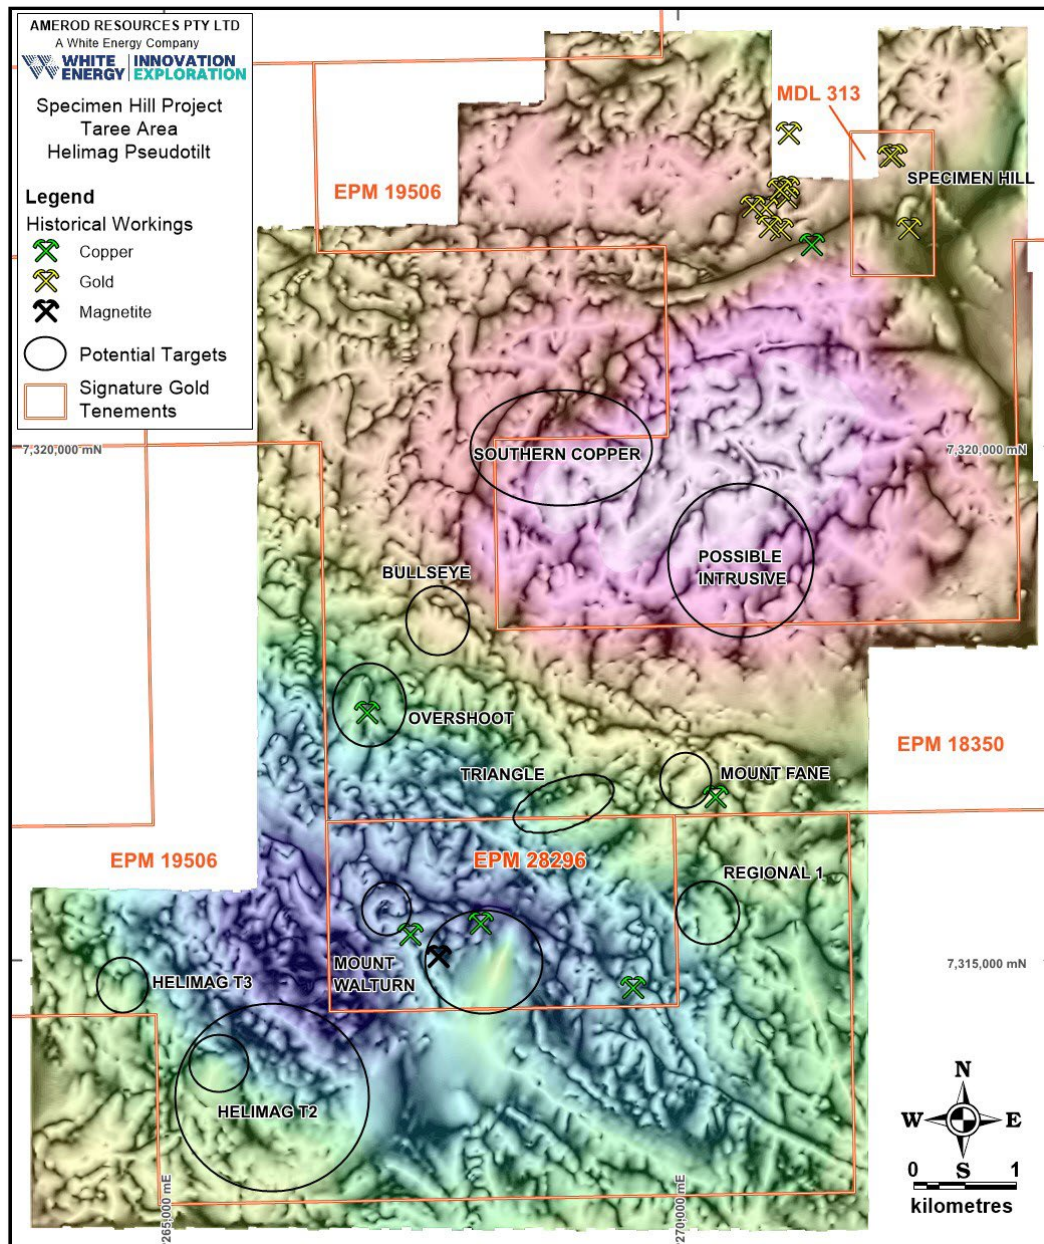 AMEROD RESOURCES PTY LTD
A White Energy Company
WHITE ENERGY
INNOVATION EXPLORATION
Specimen Hill Project
Taree Area
Helimag Pseudotilt
Legend
Historical Workings
Copper
Gold
Magnetite
Potential Targets
Signature Gold
Tenements
MDL 313
EPM 19506
SPECIMEN HILL
7,320,000 mN
SOUTHERN COPPER
7,320,000 mN
POSSIBLE
INTRUSIVE
BULLSEYE
OVERSHOOT
EPM 18350
TRIANGLE
MOUNT FANE
EPM 19506
EPM 28296
REGIONAL 1
MOUNT
WALTURN
7,315,000 mN
HELIMAG T3
HELIMAG T2
265,000 mE
270,000 mE
N
W
E
S
0
1
kilometres